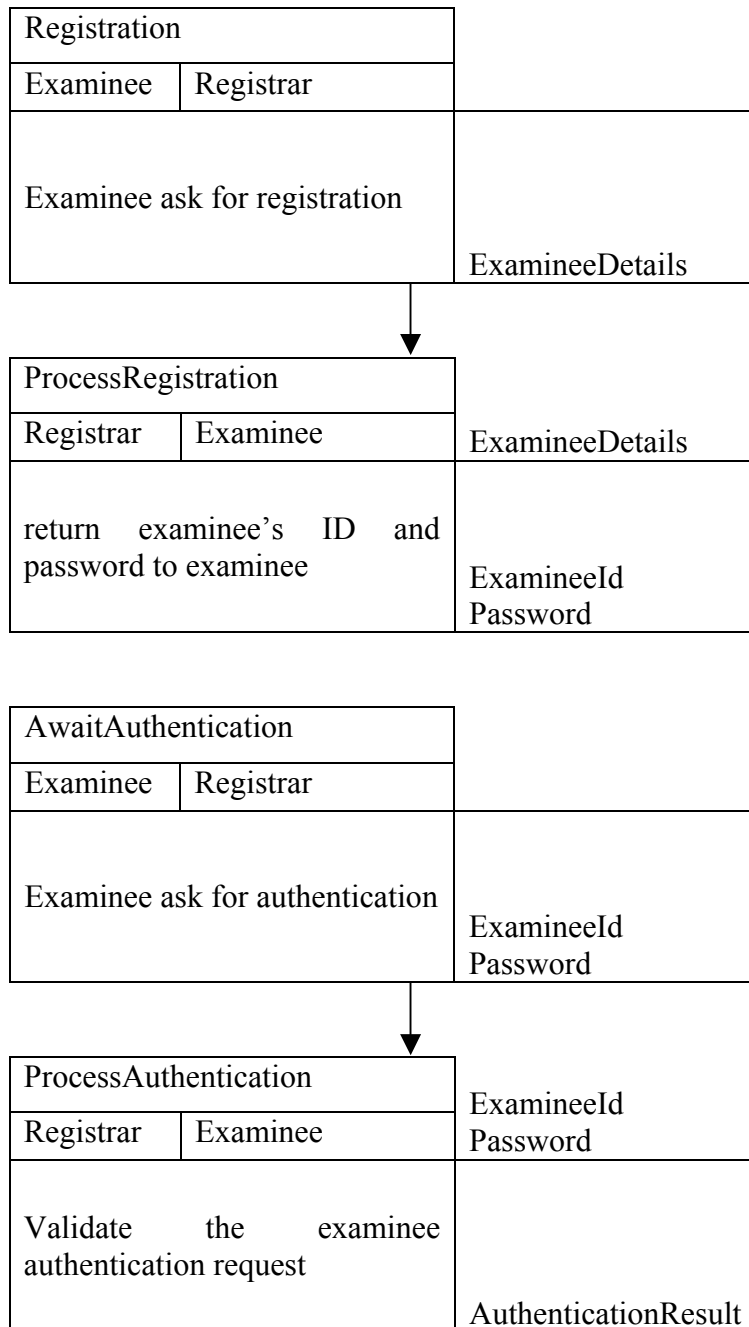 Registration
Examinee Registrar
Examinee ask for registration
ExamineeDetails
ProcessRegistration
Registrar Examinee
ExamineeDetails
return examinee's ID and
password to examinee
ExamineeId
Password
AwaitAuthentication
Examinee Registrar
Examinee ask for authentication
ExamineeId
Password
ProcessAuthentication
Registrar Examinee
ExamineeId
Password
Validate the examinee
authentication request
AuthenticationResult